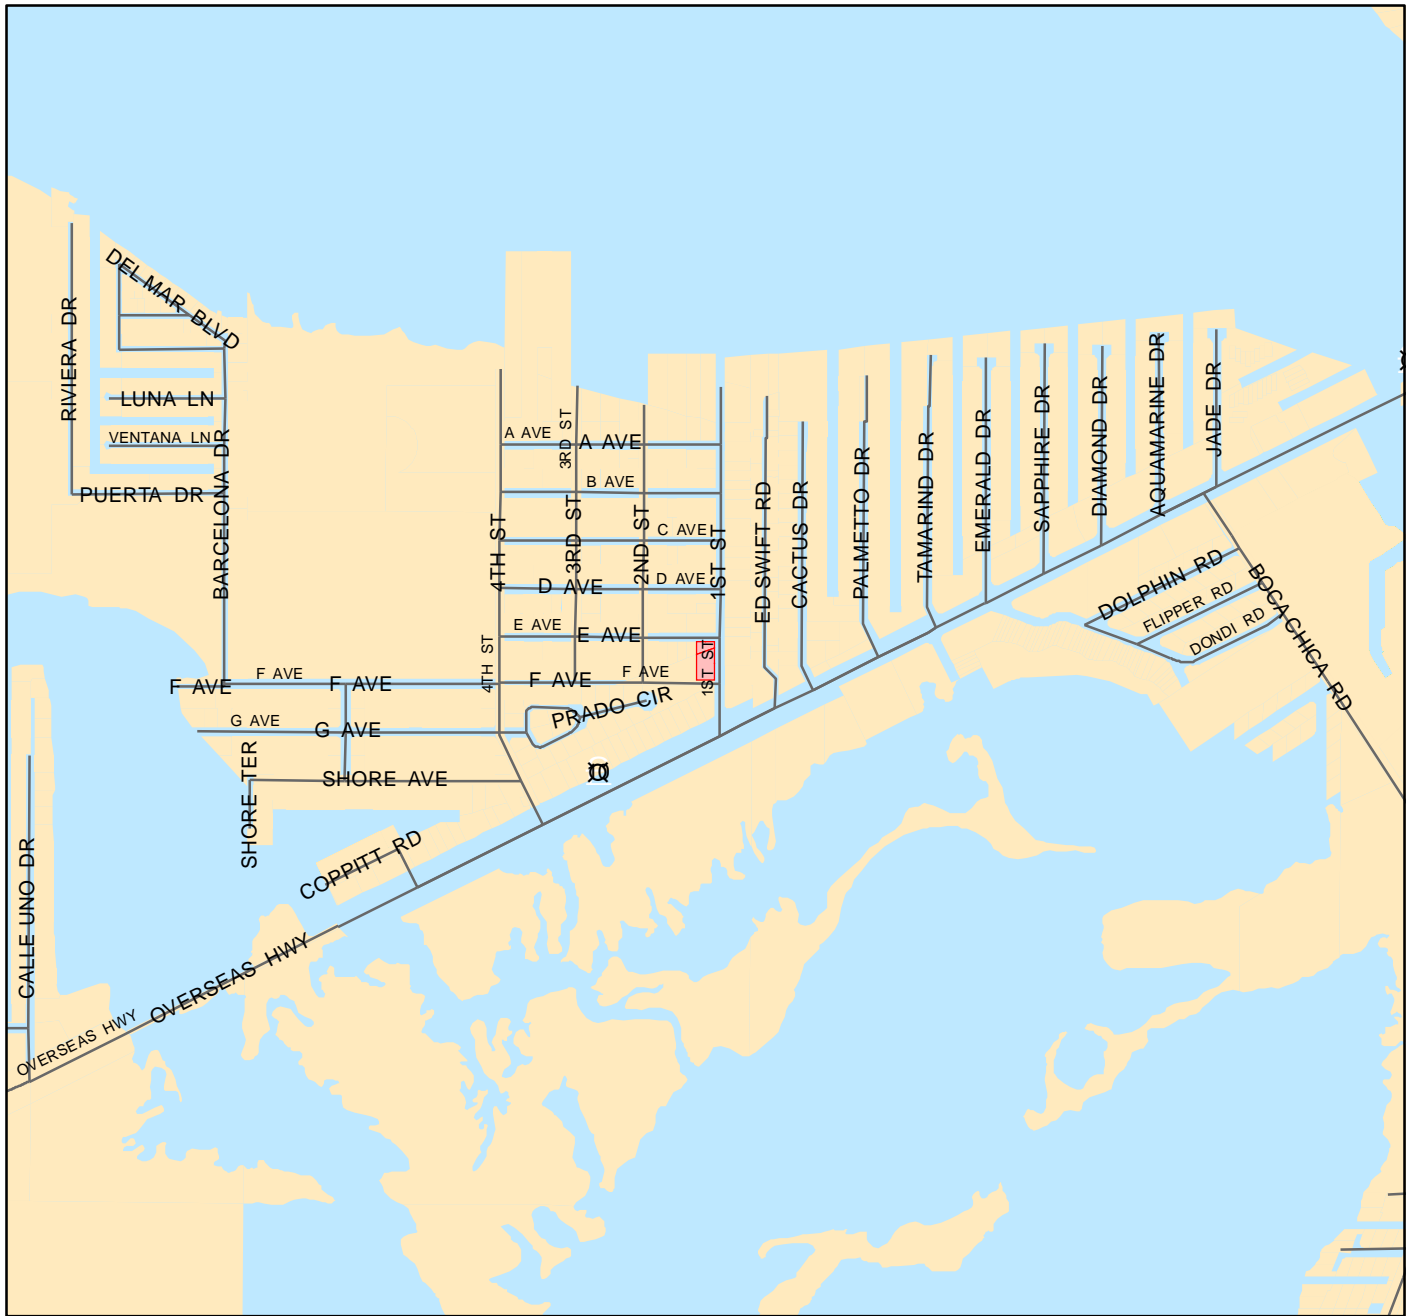 DEL MAR BLVD
RIVIERA DR
LUNA LN
VENTANA LN
PUERTA DR
BARCELONA DR
A AVE
3RD ST
A AVE
B AVE
4TH ST
3RD ST
2ND ST
C AVE
1ST ST
D AVE
D AVE
E AVE
E AVE
4TH ST
1ST ST
F AVE
F AVE
F AVE
F AVE
F AVE
PRADO CIR
G AVE
G AVE
SHORE TER
SHORE AVE
COPPITT RD
CALLE UNO DR
OVERSEAS HWY
OVERSEAS HWY
ED SWIFT RD
CACTUS DR
PALMETTO DR
TAMARIND DR
EMERALD DR
SAPPHIRE DR
DIAMOND DR
AQUAMARINE DR
JADE DR
DOLPHIN RD
FLIPPER RD
DONDI RD
BOCA CHICA RD